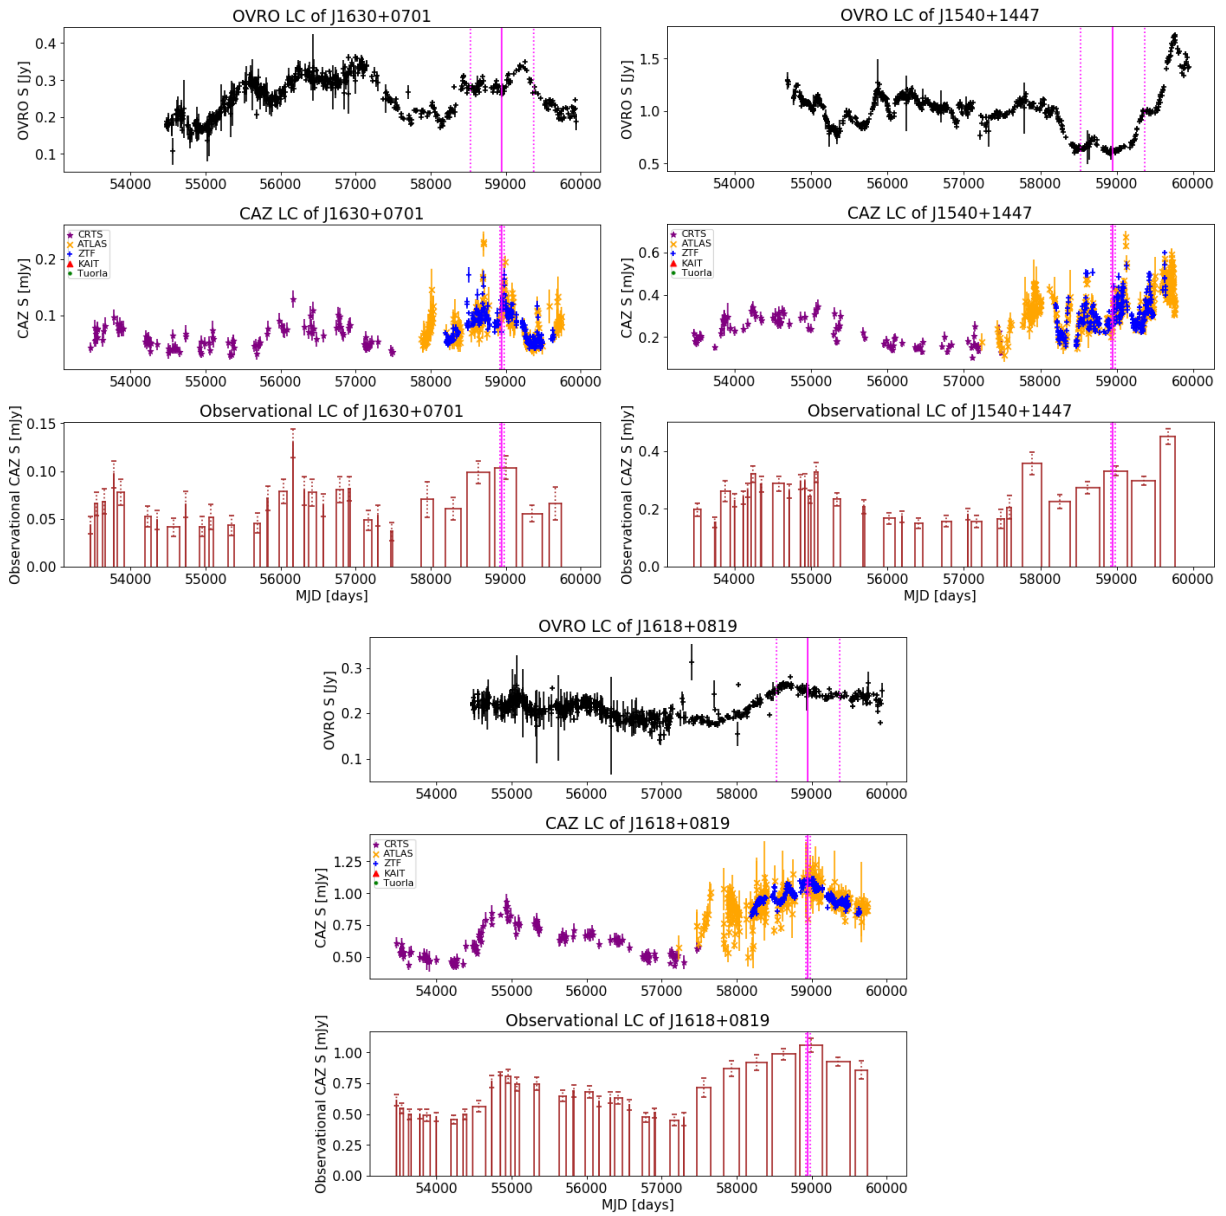 OVRO LC of J1630+0701
OVRO S [Jy]
0.4
0.3
0.2
0.1
54000 55000 56000 57000 58000 59000 60000
CAZ LC of J1630+0701
CAZ S [mJy]
0.2
0.1
CRTS
ATLAS
ZTF
KAIT
Tuorla
54000 55000 56000 57000 58000 59000 60000
Observational LC of J1630+0701
Observational CAZ S [mJy]
0.15
0.10
0.05
0.00
54000 55000 56000 57000 58000 59000 60000
MJD [days]
OVRO LC of J1540+1447
OVRO S [Jy]
1.5
1.0
0.5
54000 55000 56000 57000 58000 59000 60000
CAZ LC of J1540+1447
CAZ S [mJy]
0.6
0.4
0.2
CRTS
ATLAS
ZTF
KAIT
Tuorla
54000 55000 56000 57000 58000 59000 60000
Observational LC of J1540+1447
Observational CAZ S [mJy]
0.4
0.2
0.0
54000 55000 56000 57000 58000 59000 60000
MJD [days]
OVRO LC of J1618+0819
OVRO S [Jy]
0.3
0.2
0.1
54000 55000 56000 57000 58000 59000 60000
CAZ LC of J1618+0819
CAZ S [mJy]
1.25
1.00
0.75
0.50
CRTS
ATLAS
ZTF
KAIT
Tuorla
54000 55000 56000 57000 58000 59000 60000
Observational LC of J1618+0819
Observational CAZ S [mJy]
1.00
0.75
0.50
0.25
0.00
54000 55000 56000 57000 58000 59000 60000
MJD [days]